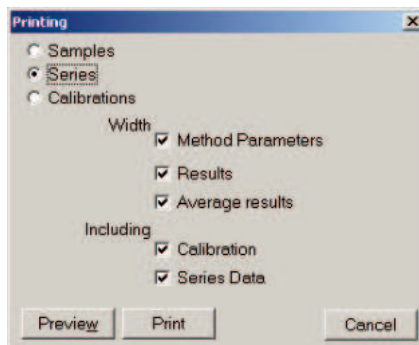 Printing
Samples
Series
Calibrations
Width
Method Parameters
Results
Average results
Including
Calibration
Series Data
Preview Print Cancel